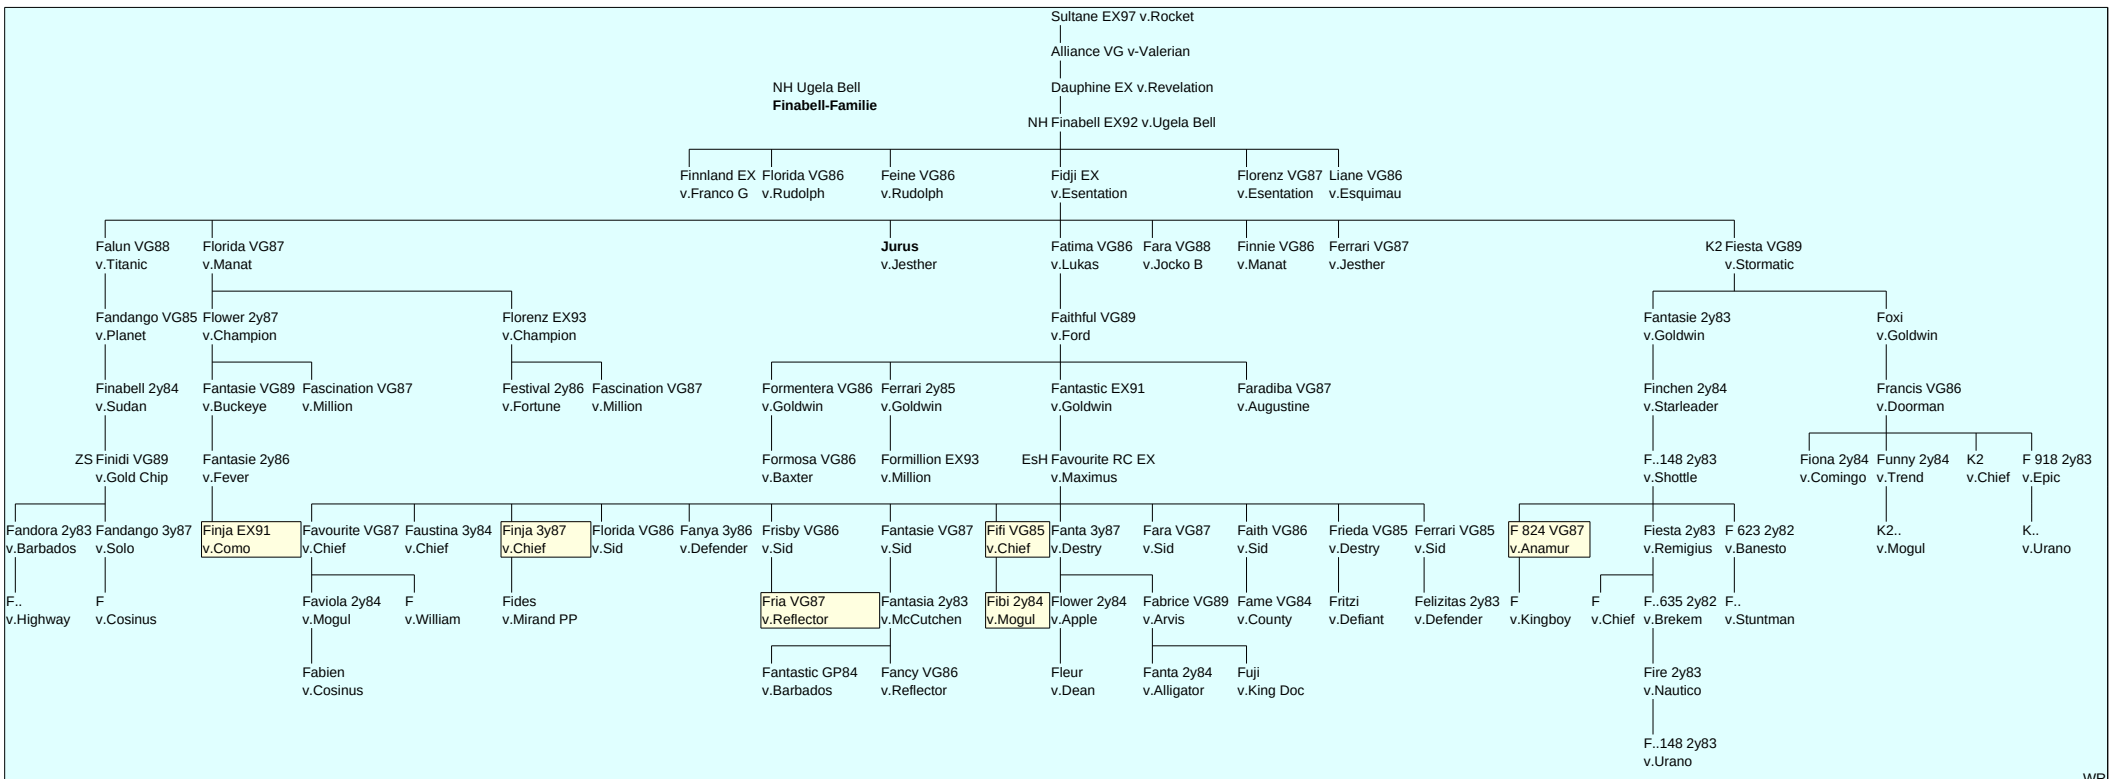 Sultane EX97 v.Rocket
Alliance VG v-Valerian
NH Ugela Bell
Finabell-Familie
Dauphine EX v.Revelation
NH Finabell EX92 v.Ugela Bell
Finnland EX
v.Franco G
Florida VG86
v.Rudolph
Feine VG86
v.Rudolph
Fidji EX
v.Esentation
Florenz VG87
v.Esentation
Liane VG86
v.Esquimau
Falun VG88
v.Titanic
Florida VG87
v.Manat
Jurus
v.Jesther
Fatima VG86
v.Lukas
Fara VG88
v.Jocko B
Finnie VG86
v.Manat
Ferrari VG87
v.Jesther
K2 Fiesta VG89
v.Stormatic
Fandango VG85
v.Planet
Flower 2y87
v.Champion
Florenz EX93
v.Champion
Faithful VG89
v.Ford
Fantasie 2y83
v.Goldwin
Foxi
v.Goldwin
Finabell 2y84
v.Sudan
Fantasie VG89
v.Buckeye
Fascination VG87
v.Million
Festival 2y86
v.Fortune
Fascination VG87
v.Million
Formentera VG86
v.Goldwin
Ferrari 2y85
v.Goldwin
Fantastic EX91
v.Goldwin
Faradiba VG87
v.Augustine
Finchen 2y84
v.Starleader
Francis VG86
v.Doorman
ZS Finidi VG89
v.Gold Chip
Fantasie 2y86
v.Fever
Formosa VG86
v.Baxter
Formillion EX93
v.Million
EsH Favourite RC EX
v.Maximus
F..148 2y83
v.Shottle
Fiona 2y84
v.Comingo
Funny 2y84
v.Trend
K2
v.Chief
F 918 2y83
v.Epic
Fandora 2y83
v.Barbados
Fandango 3y87
v.Solo
Finja EX91
v.Como
Favourite VG87
v.Chief
Faustina 3y84
v.Chief
Finja 3y87
v.Chief
Florida VG86
v.Sid
Fanya 3y86
v.Defender
Frisby VG86
v.Sid
Fantasie VG87
v.Sid
Fifi VG85
v.Chief
Fanta 3y87
v.Destry
Fara VG87
v.Sid
Faith VG86
v.Sid
Frieda VG85
v.Destry
Ferrari VG85
v.Sid
F 824 VG87
v.Anamur
Fiesta 2y83
v.Remigius
F 623 2y82
v.Banesto
K2..
v.Mogul
K..
v.Urano
F..
v.Highway
F
v.Cosinus
Faviola 2y84
v.Mogul
F
v.William
Fides
v.Mirand PP
Fria VG87
v.Reflector
Fantasia 2y83
v.McCutchen
Fibi 2y84
v.Mogul
Flower 2y84
v.Apple
Fabrice VG89
v.Arvis
Fame VG84
v.County
Fritzi
v.Defiant
Felizitas 2y83
v.Defender
F
v.Kingboy
F
v.Chief
F..635 2y82
v.Brekem
F..
v.Stuntman
Fabien
v.Cosinus
Fantastic GP84
v.Barbados
Fancy VG86
v.Reflector
Fleur
v.Dean
Fanta 2y84
v.Alligator
Fuji
v.King Doc
Fire 2y83
v.Nautico
F..148 2y83
v.Urano